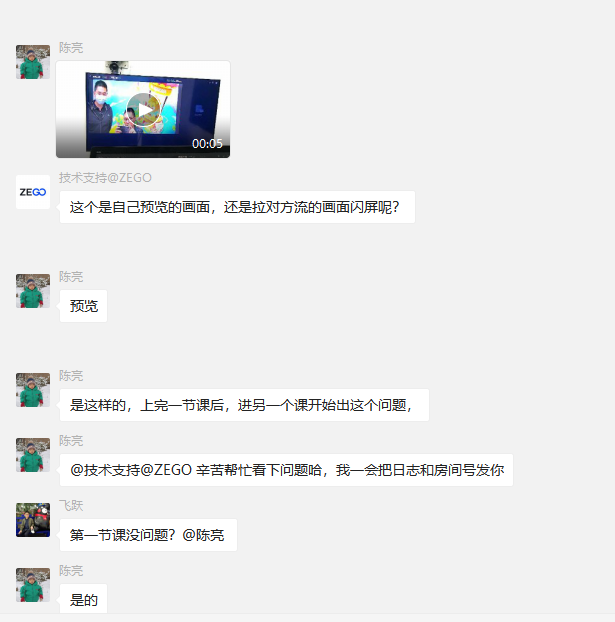 陈亮
00:05
技术支持@ZEGO
ZEGO
这个是自己预览的画面，还是拉对方流的画面闪屏呢？
陈亮
预览
陈亮
是这样的，上完一节课后，进另一个课开始出这个问题，
陈亮
@技术支持@ZEGO 辛苦帮忙看下问题哈，我一会把日志和房间号发你
飞跃
第一节课没问题？@陈亮
陈亮
是的